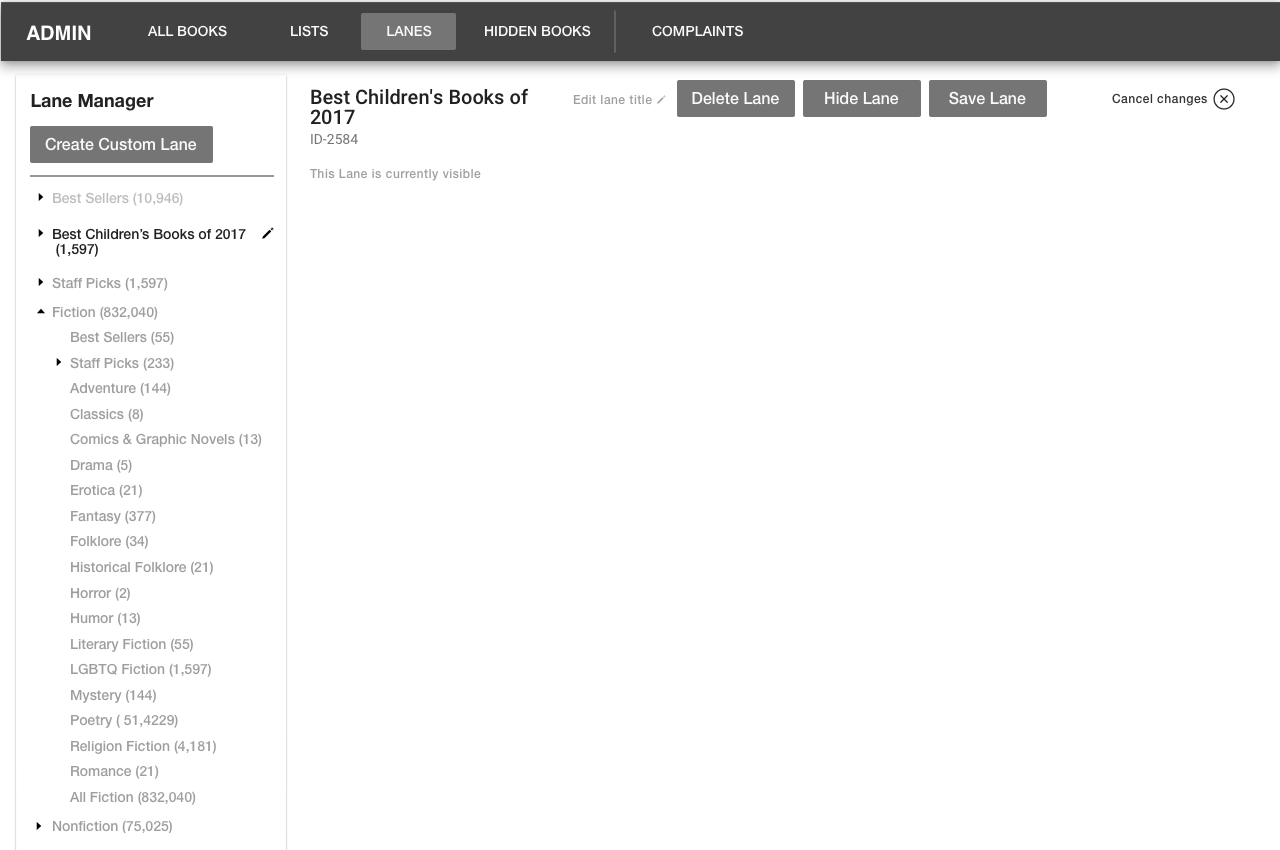 ADMIN
ALL BOOKS
LISTS
LANES
HIDDEN BOOKS
COMPLAINTS
Lane Manager
Create Custom Lane
Best Sellers (10,946)
Best Children’s Books of 2017
(1,597)
Staff Picks (1,597)
Fiction (832,040)
Best Sellers (55)
Staff Picks (233)
Adventure (144)
Classics (8)
Comics & Graphic Novels (13)
Drama (5)
Erotica (21)
Fantasy (377)
Folklore (34)
Historical Folklore (21)
Horror (2)
Humor (13)
Literary Fiction (55)
LGBTQ Fiction (1,597)
Mystery (144)
Poetry ( 51,4229)
Religion Fiction (4,181)
Romance (21)
All Fiction (832,040)
Nonfiction (75,025)
Best Children's Books of
2017
ID-2584
This Lane is currently visible
Edit lane title
Delete Lane
Hide Lane
Save Lane
Cancel changes